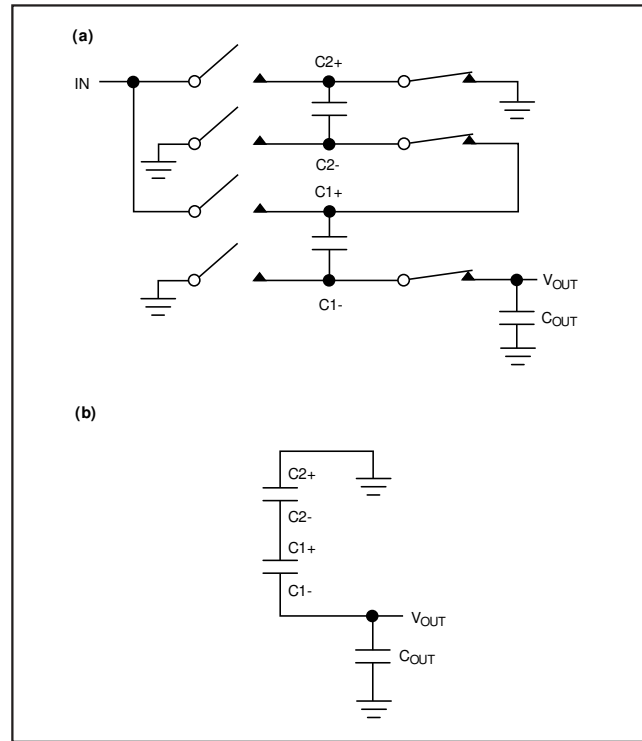 (a)
C2+
IN
C2-
C1+
C1-
VOUT
COUT
(b)
C2+
C2-
C1+
C1-
VOUT
COUT